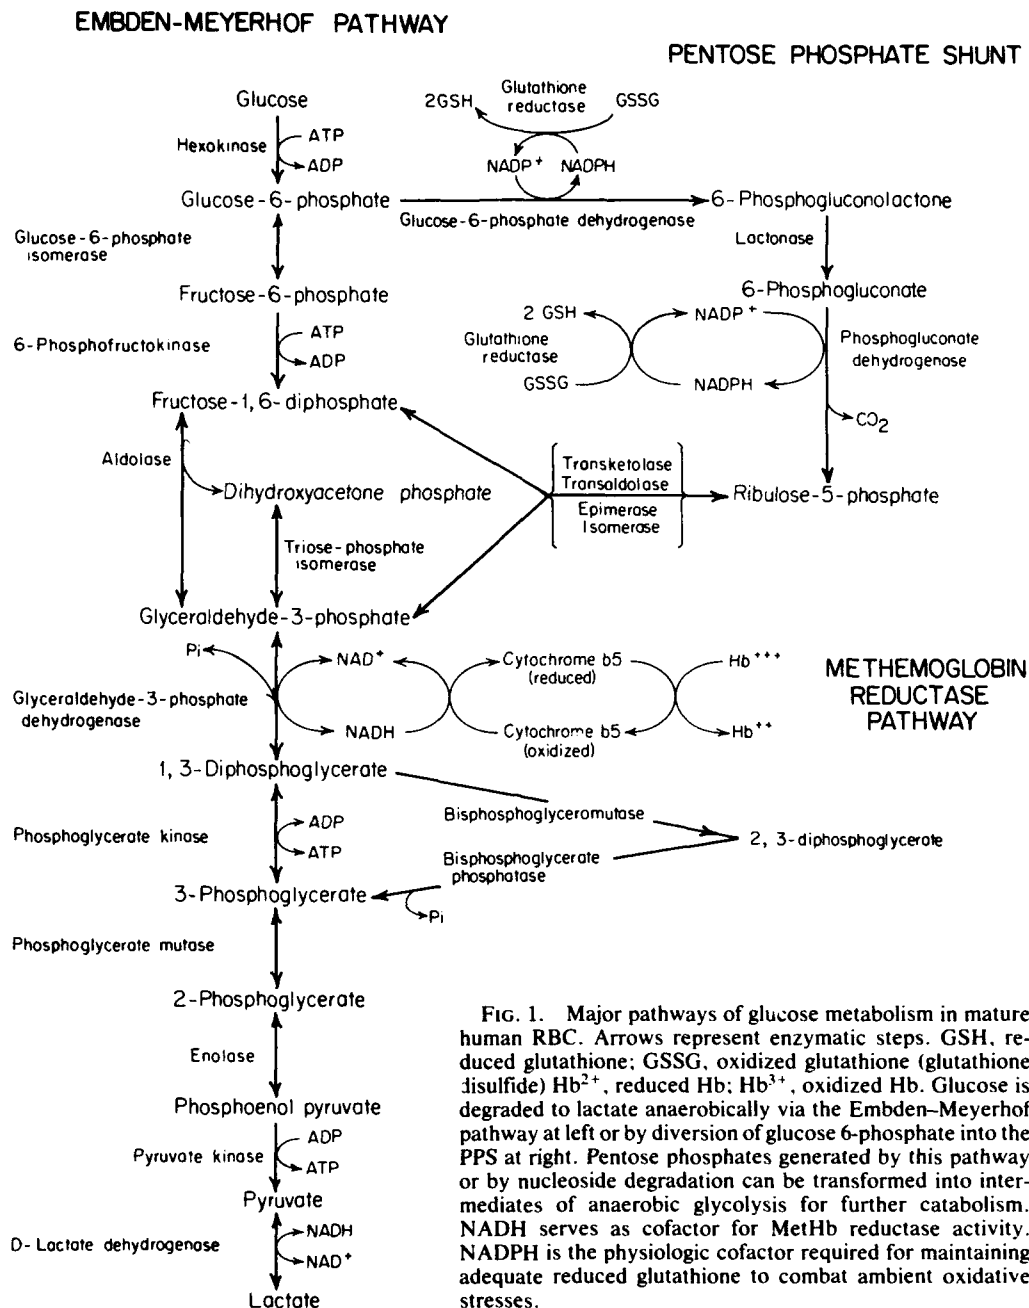 EMBDEN-MEYERHOF PATHWAY
PENTOSE PHOSPHATE SHUNT
Glucose
2GSH
Glutathione
reductase
GSSG
Hexokinase
ATP
ADP
NADP+
NADPH
Glucose-6-phosphate
Glucose-6-phosphate dehydrogenase
6-Phosphogluconolactone
Glucose-6-phosphate
isomerase
Lactonase
Fructose-6-phosphate
6-Phosphogluconate
6-Phosphofructokinase
ATP
ADP
2 GSH
Glutathione
reductase
GSSG
NADP+
NADPH
Phosphogluconate
dehydrogenase
Fructose-1,6-diphosphate
CO2
Aldolase
Dihydroxyacetone phosphate
Transketolase
Transaldolase
Epimerase
Isomerase
Ribulose-5-phosphate
Triose-phosphate
isomerase
Glyceraldehyde-3-phosphate
Pi
NAD+
Cytochrome b5
(reduced)
Hb+++
METHEMOGLOBIN
REDUCTASE
PATHWAY
Glyceraldehyde-3-phosphate
dehydrogenase
NADH
Cytochrome b5
(oxidized)
Hb++
1,3-Diphosphoglycerate
Bisphosphoglyceromutase
Phosphoglycerate kinase
ADP
ATP
2,3-diphosphoglycerate
Bisphosphoglycerate
phosphatase
3-Phosphoglycerate
Pi
Phosphoglycerate mutase
2-Phosphoglycerate
Enolase
Phosphoenol pyruvate
Pyruvate kinase
ADP
ATP
Pyruvate
D-Lactate dehydrogenase
NADH
NAD+
Lactate
FIG. 1. Major pathways of glucose metabolism in mature
human RBC. Arrows represent enzymatic steps. GSH, re-
duced glutathione; GSSG, oxidized glutathione (glutathione
disulfide) Hb2+, reduced Hb; Hb3+, oxidized Hb. Glucose is
degraded to lactate anaerobically via the Embden–Meyerhof
pathway at left or by diversion of glucose 6-phosphate into the
PPS at right. Pentose phosphates generated by this pathway
or by nucleoside degradation can be transformed into inter-
mediates of anaerobic glycolysis for further catabolism.
NADH serves as cofactor for MetHb reductase activity.
NADPH is the physiologic cofactor required for maintaining
adequate reduced glutathione to combat ambient oxidative
stresses.